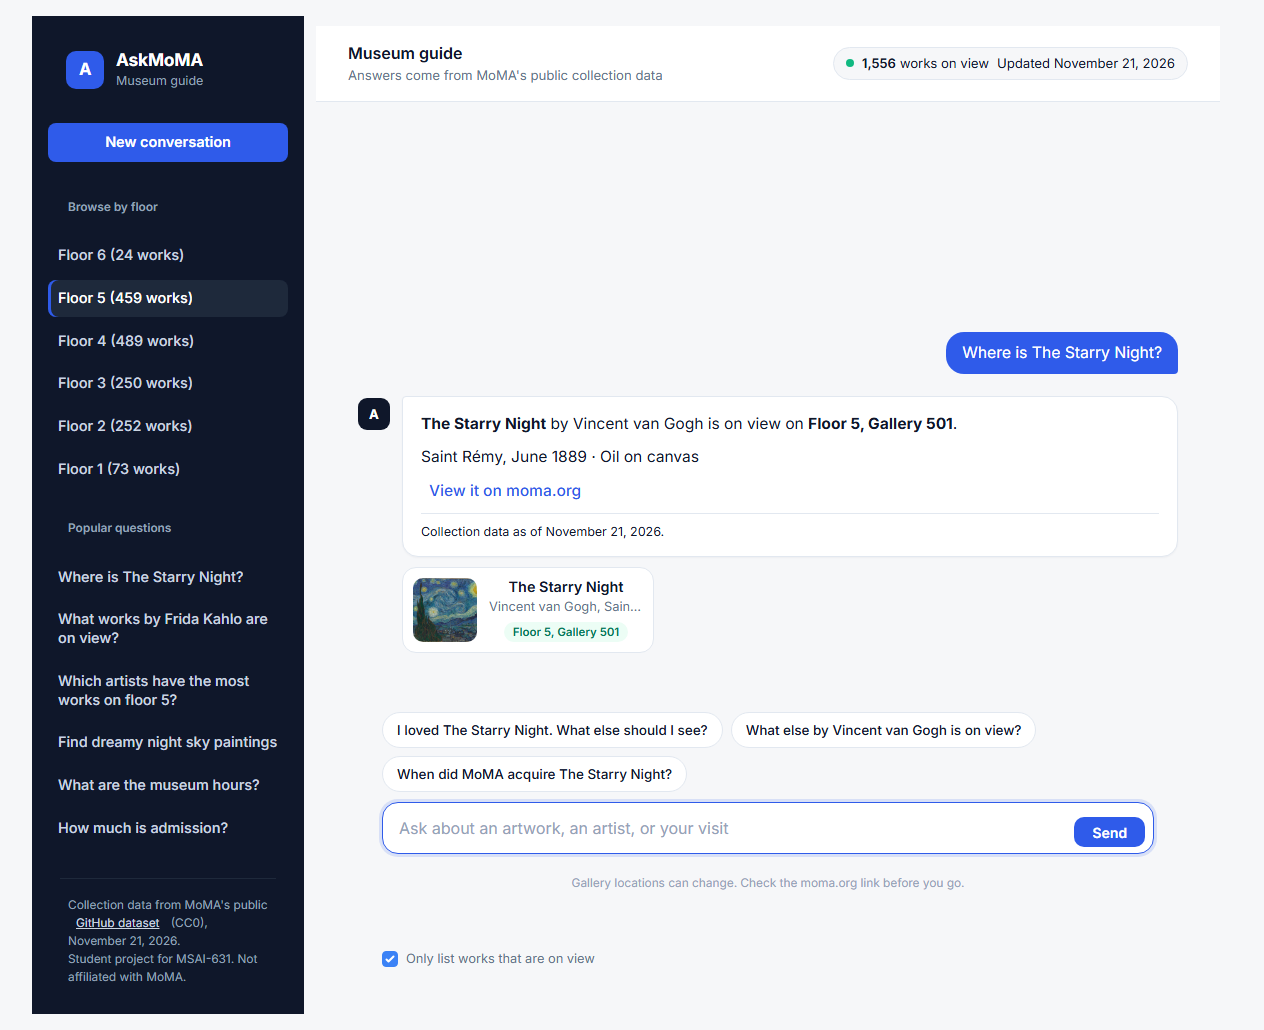 A
AskMoMA
Museum guide
New conversation
Browse by floor
Floor 6 (24 works)
Floor 5 (459 works)
Floor 4 (489 works)
Floor 3 (250 works)
Floor 2 (252 works)
Floor 1 (73 works)
Popular questions
Where is The Starry Night?
What works by Frida Kahlo are
on view?
Which artists have the most
works on floor 5?
Find dreamy night sky paintings
What are the museum hours?
How much is admission?
Collection data from MoMA's public
GitHub dataset (CC0),
November 21, 2026.
Student project for MSAI-631. Not
affiliated with MoMA.
Museum guide
Answers come from MoMA's public collection data
1,556 works on view Updated November 21, 2026
Where is The Starry Night?
A
The Starry Night by Vincent van Gogh is on view on Floor 5, Gallery 501.
Saint Rémy, June 1889 · Oil on canvas
View it on moma.org
Collection data as of November 21, 2026.
The Starry Night
Vincent van Gogh, Sain...
Floor 5, Gallery 501
I loved The Starry Night. What else should I see?
What else by Vincent van Gogh is on view?
When did MoMA acquire The Starry Night?
Ask about an artwork, an artist, or your visit
Send
Gallery locations can change. Check the moma.org link before you go.
Only list works that are on view